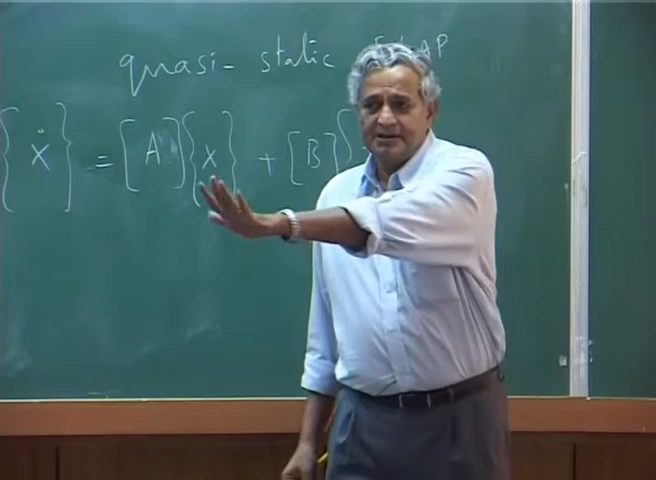 quasi- static
{ẋ} = [A]{x} + [B]{